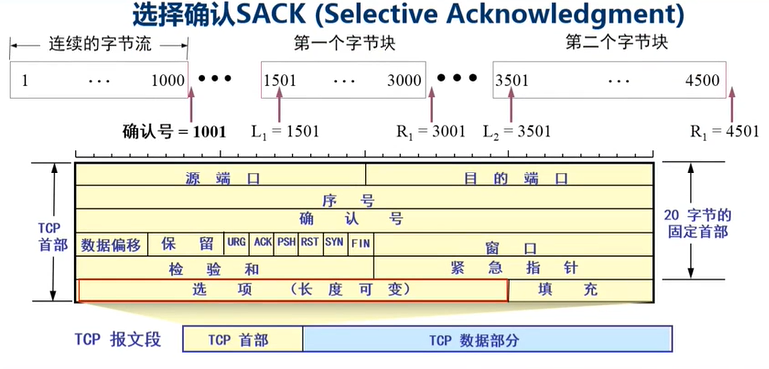 选择确认SACK (Selective Acknowledgment)
连续的字节流 第一个字节块 第二个字节块
1 ··· 1000 ••• 1501 ··· 3000 ••• 3501 ··· 4500
确认号 = 1001 L₁ = 1501 R₁ = 3001 L₂ = 3501 R₁ = 4501
源端口 目的端口
序号
TCP 首部 确认号 20 字节的固定首部
数据偏移 保留 URG ACK PSH RST SYN FIN 窗口
检验和 紧急指针
选项 (长度可变) 填充
TCP 报文段 TCP 首部 TCP 数据部分